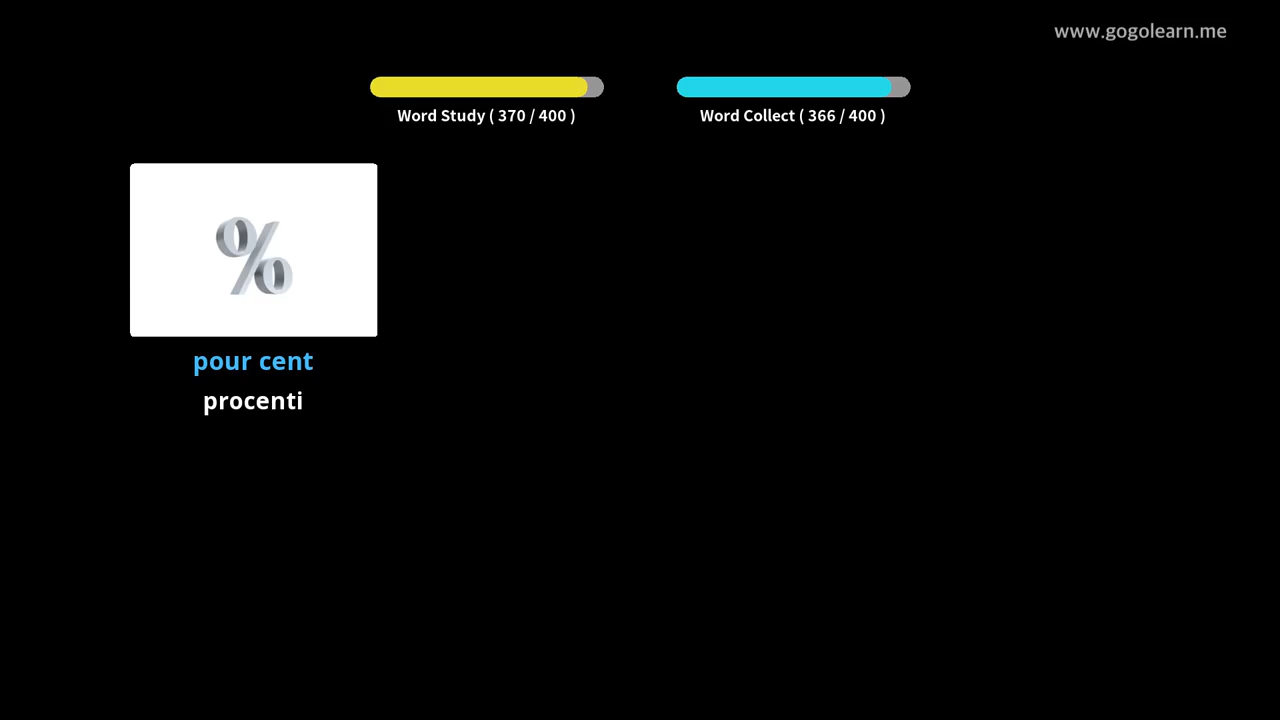 www.gogolearn.me
Word Study ( 370 / 400 )
Word Collect ( 366 / 400 )
%
pour cent
procenti